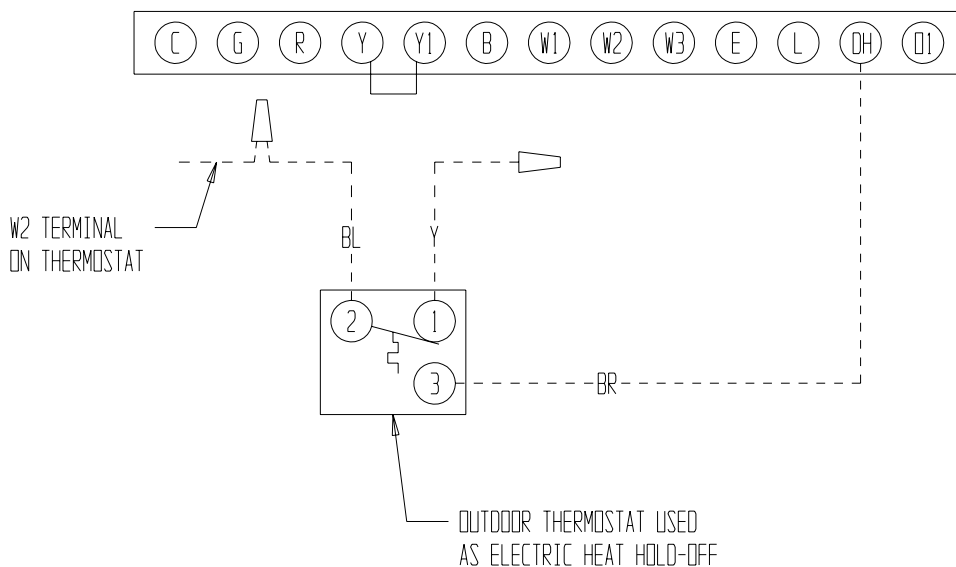 C G R Y Y1 B W1 W2 W3 E L DH O1
W2 TERMINAL
ON THERMOSTAT
BL Y
2 1
3
BR
OUTDOOR THERMOSTAT USED
AS ELECTRIC HEAT HOLD-OFF